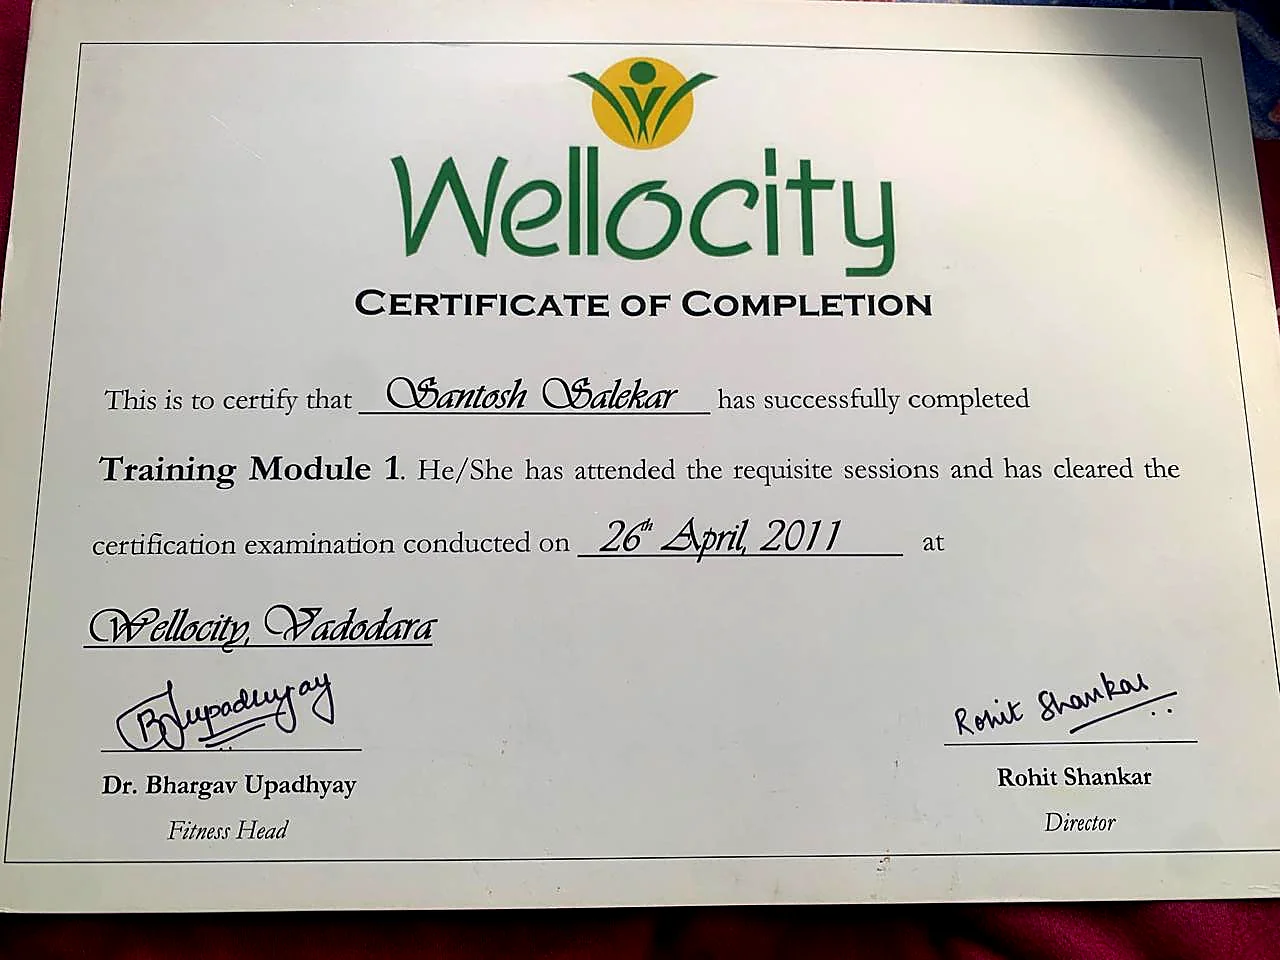 Wellocity
CERTIFICATE OF COMPLETION
This is to certify that Santosh Salekar has successfully completed
Training Module 1. He/She has attended the requisite sessions and has cleared the
certification examination conducted on 26th April, 2011 at
Wellocity, Vadodara
BJupadhyay Rohit Shankar
Dr. Bhargav Upadhyay Rohit Shankar
Fitness Head Director